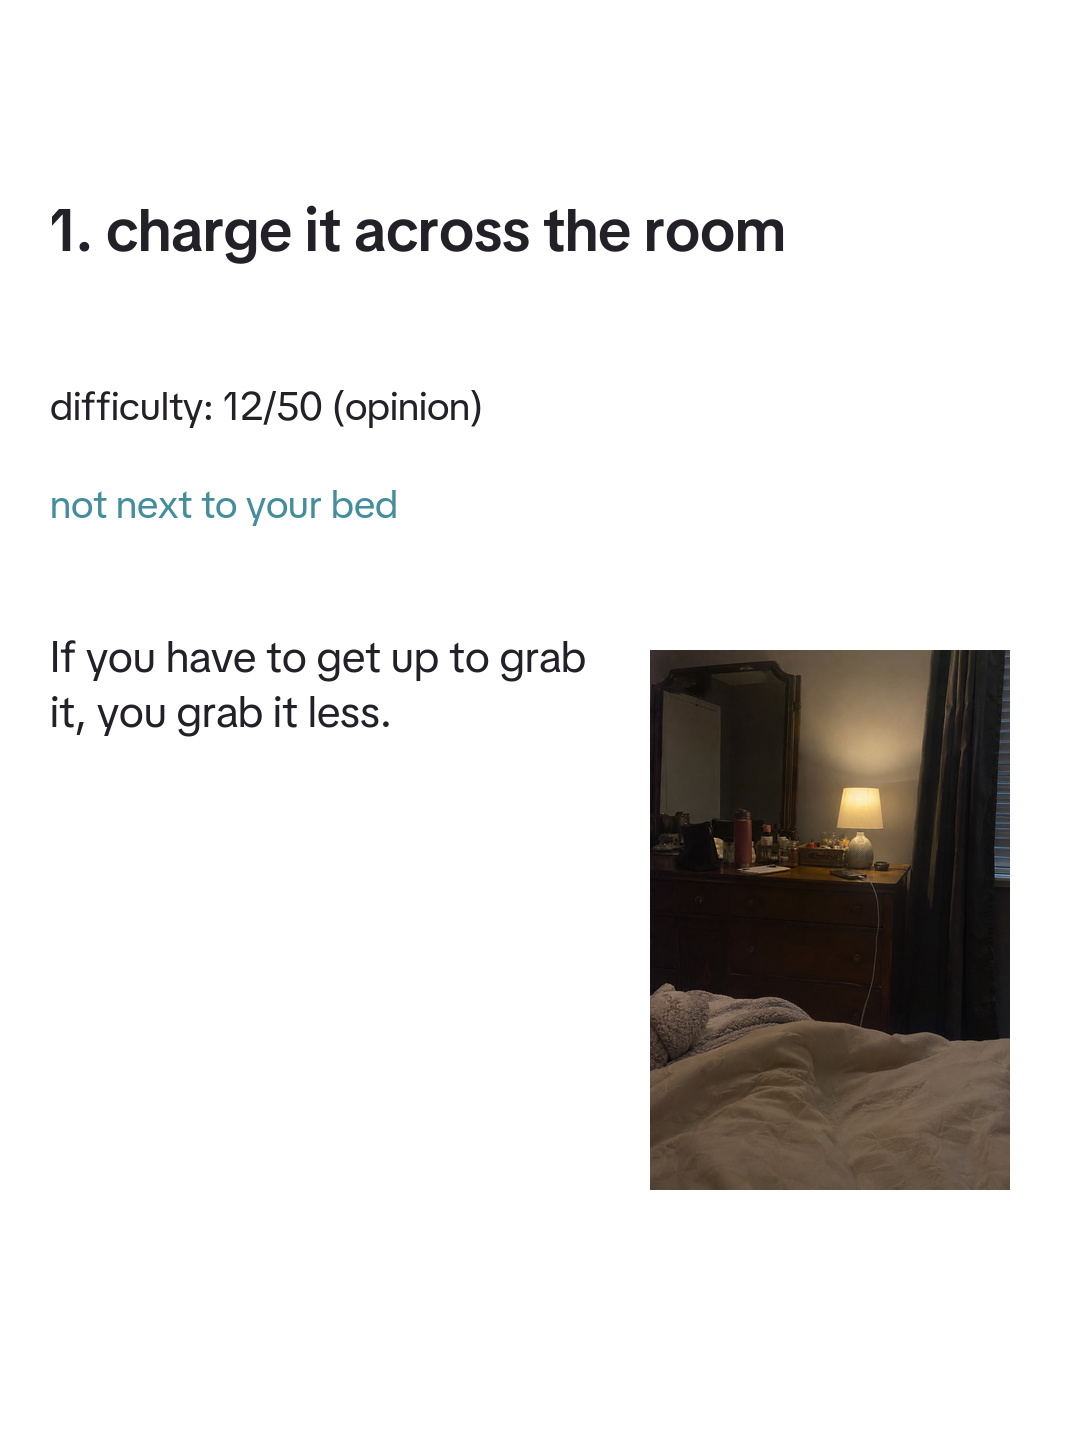 1. charge it across the room
difficulty: 12/50 (opinion)
not next to your bed
If you have to get up to grab
it, you grab it less.